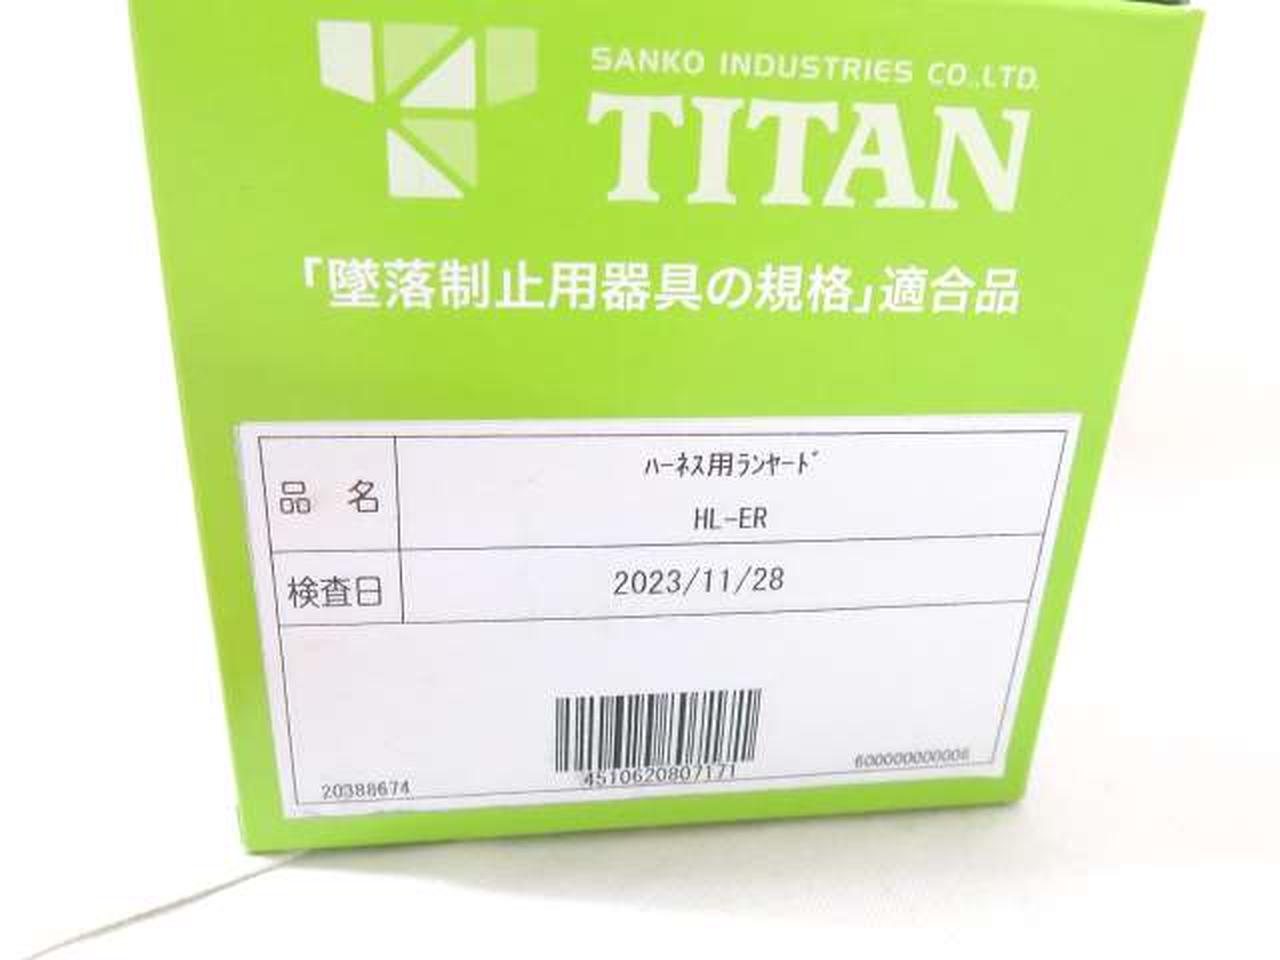 SANKO INDUSTRIES CO.,LTD.
TITAN
「墜落制止用器具の規格」適合品
品 名
ﾊｰﾈｽ用ﾗﾝﾔｰﾄﾞ
HL-ER
検査日
2023/11/28
4510620807171
20388674
600000000006